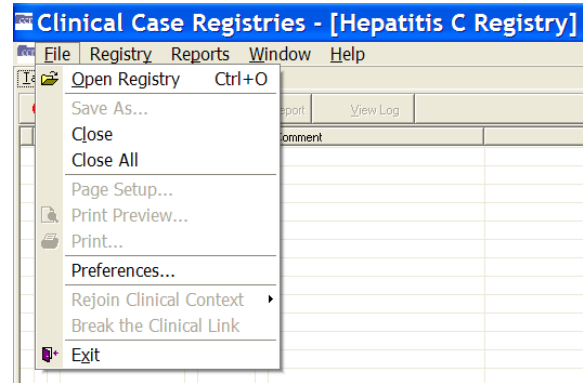 Clinical Case Registries - [Hepatitis C Registry]
File Registry Reports Window Help
Open Registry Ctrl+O
Save As...
View Log
Close
Comment
Close All
Page Setup...
Print Preview...
Print...
Preferences...
Rejoin Clinical Context
Break the Clinical Link
Exit